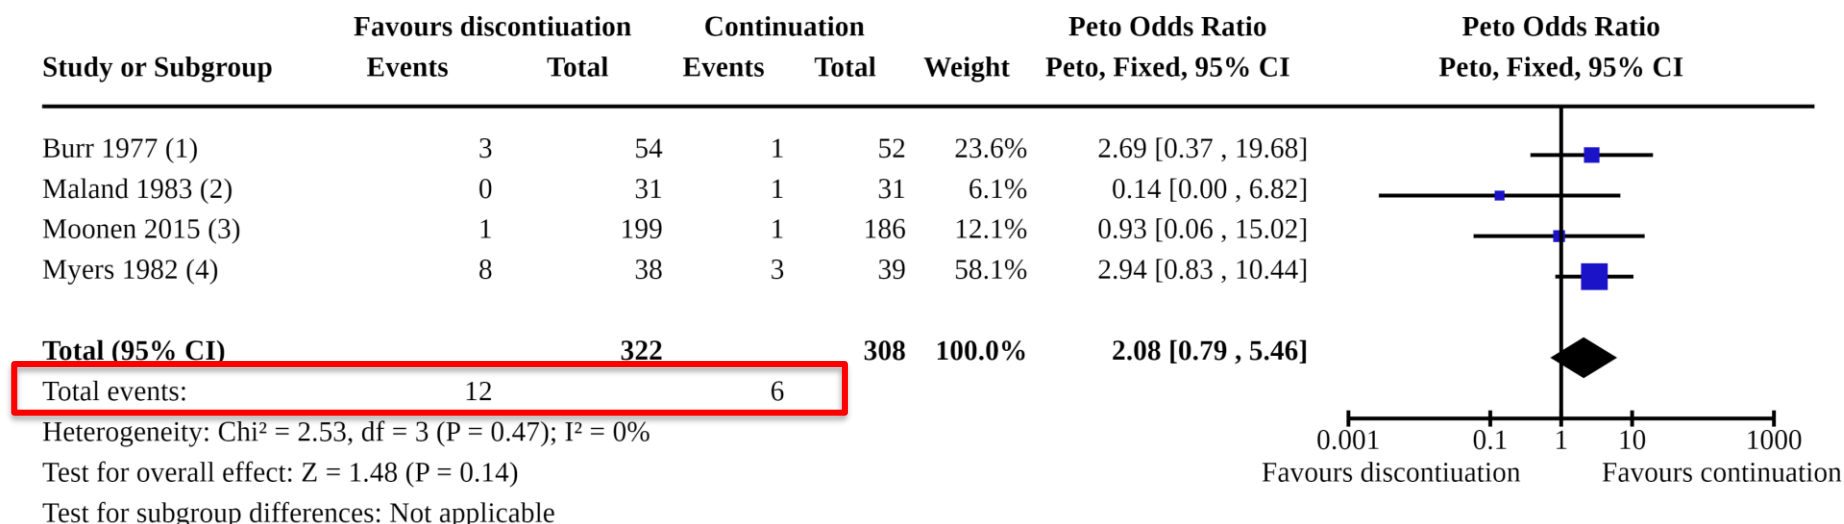 Favours discontiuation Continuation Peto Odds Ratio Peto Odds Ratio
Study or Subgroup Events Total Events Total Weight Peto, Fixed, 95% CI Peto, Fixed, 95% CI
Burr 1977 (1) 3 54 1 52 23.6% 2.69 [0.37 , 19.68]
Maland 1983 (2) 0 31 1 31 6.1% 0.14 [0.00 , 6.82]
Moonen 2015 (3) 1 199 1 186 12.1% 0.93 [0.06 , 15.02]
Myers 1982 (4) 8 38 3 39 58.1% 2.94 [0.83 , 10.44]
Total (95% CI) 322 308 100.0% 2.08 [0.79 , 5.46]
Total events: 12 6
Heterogeneity: Chi² = 2.53, df = 3 (P = 0.47); I² = 0% 0.001 0.1 1 10 1000
Test for overall effect: Z = 1.48 (P = 0.14) Favours discontiuation Favours continuation
Test for subgroup differences: Not applicable